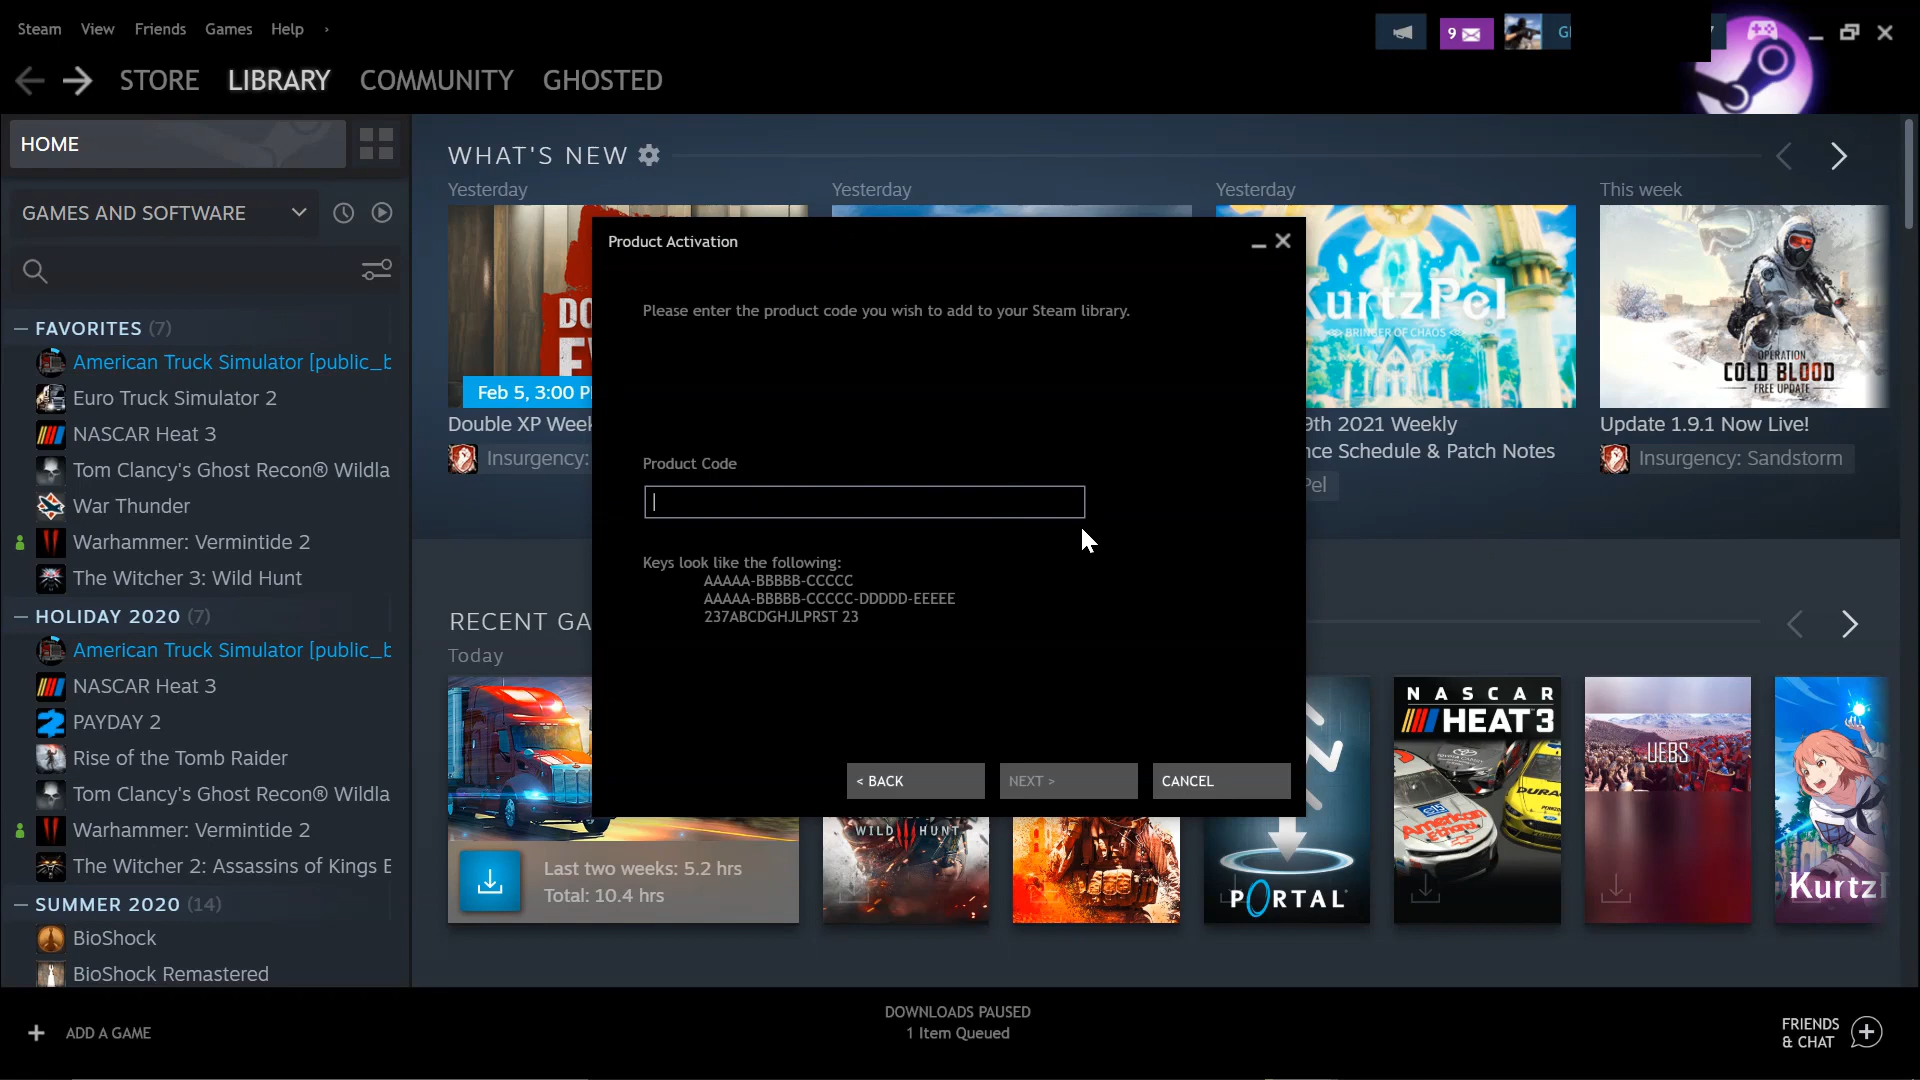 Steam View Friends Games Help
9
STORE LIBRARY COMMUNITY GHOSTED
HOME
GAMES AND SOFTWARE
FAVORITES (7)
American Truck Simulator [public_b
Euro Truck Simulator 2
NASCAR Heat 3
Tom Clancy's Ghost Recon® Wildla
War Thunder
Warhammer: Vermintide 2
The Witcher 3: Wild Hunt
HOLIDAY 2020 (7)
American Truck Simulator [public_b
NASCAR Heat 3
PAYDAY 2
Rise of the Tomb Raider
Tom Clancy's Ghost Recon® Wildla
Warhammer: Vermintide 2
The Witcher 2: Assassins of Kings E
SUMMER 2020 (14)
BioShock
BioShock Remastered
WHAT'S NEW
Yesterday
Yesterday
Yesterday
This week
Feb 5, 3:00 P
Double XP Week
Insurgency:
KurtzPel
BRINGER OF CHAOS
9th 2021 Weekly
nce Schedule & Patch Notes
Pel
OPERATION
COLD BLOOD
FREE UPDATE
Update 1.9.1 Now Live!
Insurgency: Sandstorm
Product Activation
Please enter the product code you wish to add to your Steam library.
Product Code
Keys look like the following:
AAAAA-BBBBB-CCCCC
AAAAA-BBBBB-CCCCC-DDDDD-EEEEE
237ABCDGHJLPRST 23
< BACK
NEXT >
CANCEL
RECENT GA
Today
Last two weeks: 5.2 hrs
Total: 10.4 hrs
WILD HUNT
PORTAL
NASCAR
HEAT 3
UEBS
Kurtz
ADD A GAME
DOWNLOADS PAUSED
1 Item Queued
FRIENDS
& CHAT